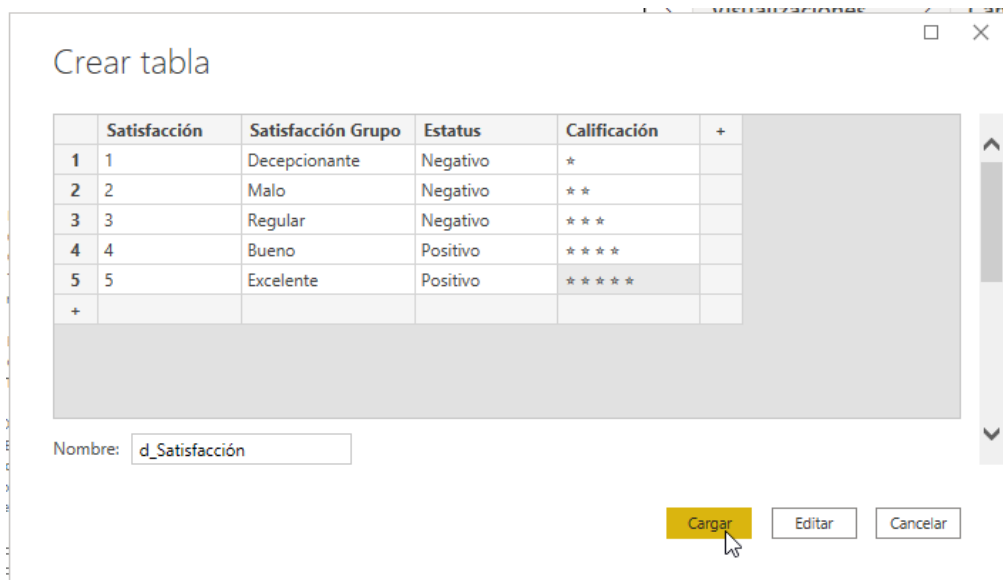 Visualizaciones
Crear tabla
Satisfacción Satisfacción Grupo Estatus Calificación +
1 1 Decepcionante Negativo ★
2 2 Malo Negativo ★ ★
3 3 Regular Negativo ★ ★ ★
4 4 Bueno Positivo ★ ★ ★ ★
5 5 Excelente Positivo ★ ★ ★ ★ ★
+
Nombre: d_Satisfacción
Cargar Editar Cancelar